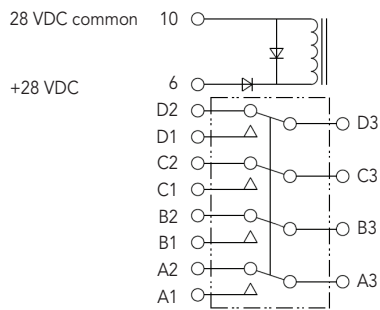 28 VDC common 10
+28 VDC 6
D2
D3
D1
C2
C3
C1
B2
B3
B1
A2
A3
A1